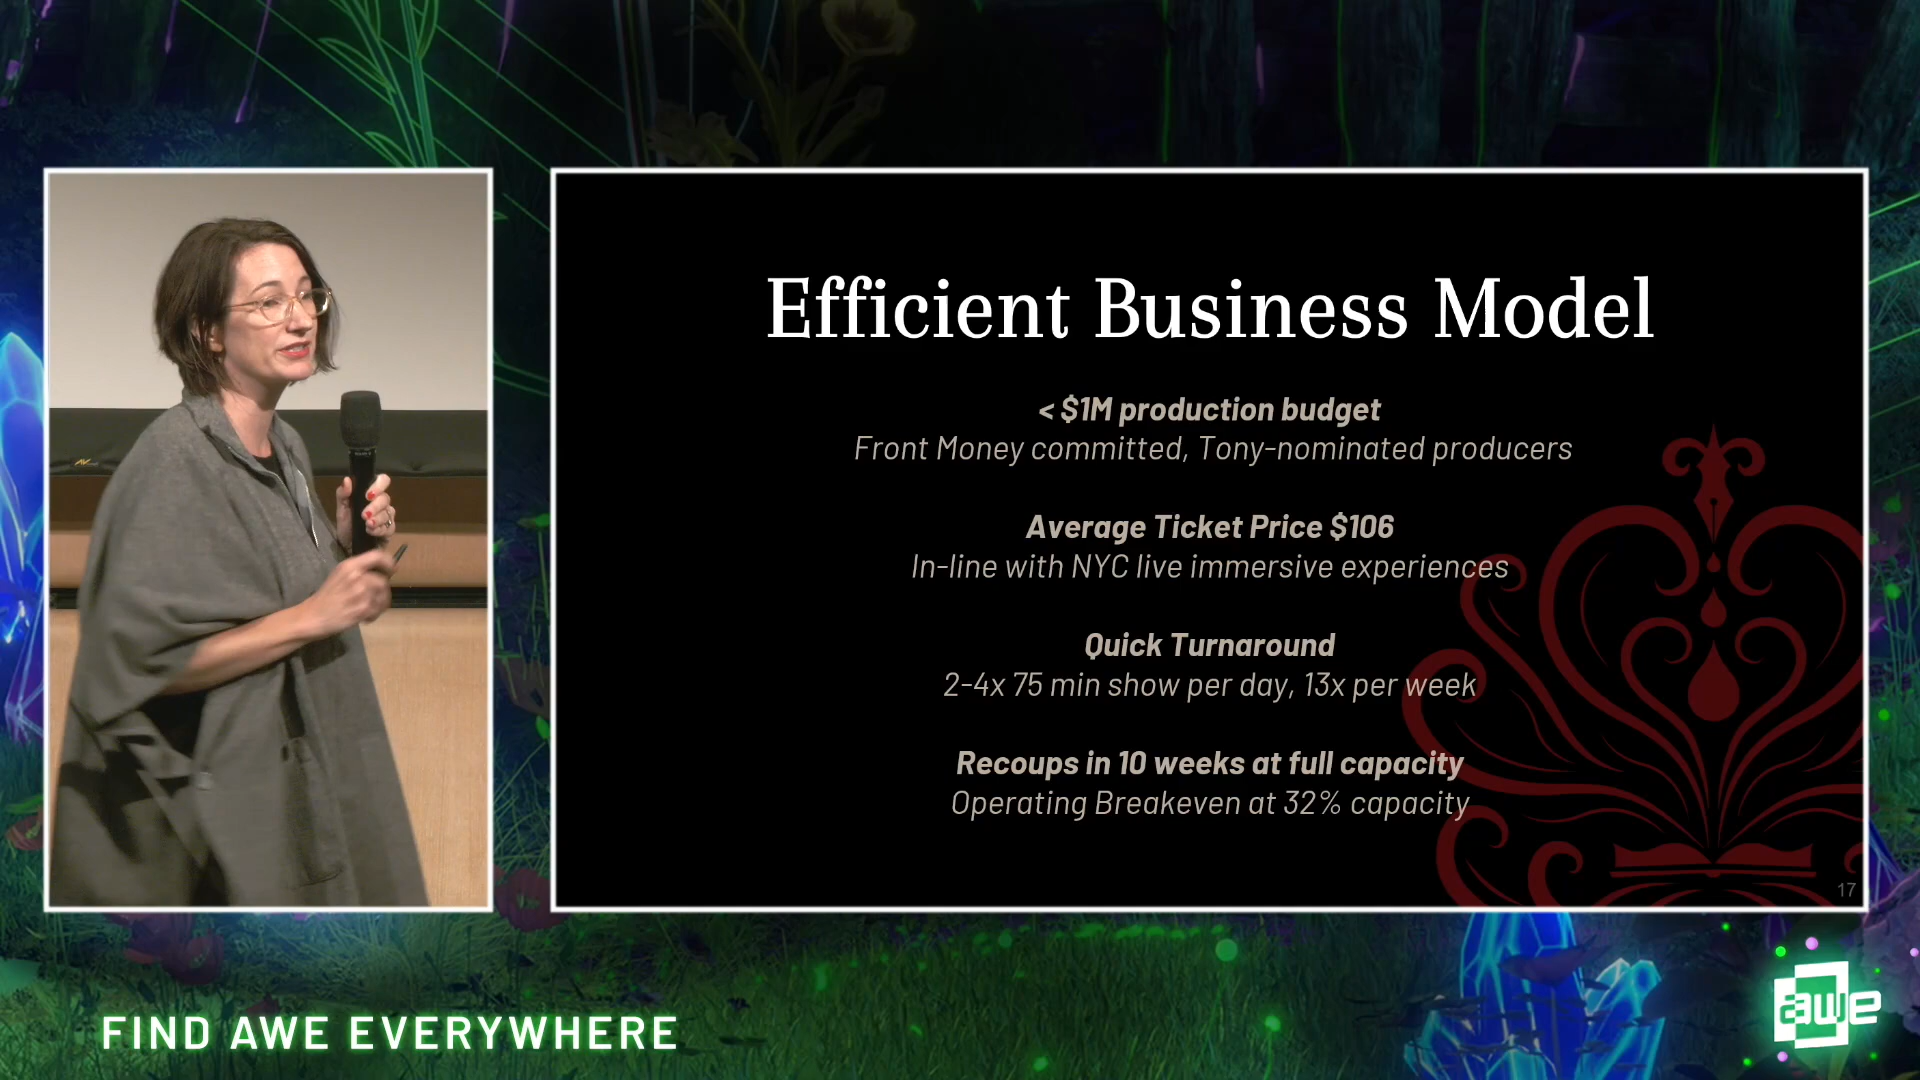 Efficient Business Model
< $1M production budget
Front Money committed, Tony-nominated producers
Average Ticket Price $106
In-line with NYC live immersive experiences
Quick Turnaround
2-4x 75 min show per day, 13x per week
Recoups in 10 weeks at full capacity
Operating Breakeven at 32% capacity
17
FIND AWE EVERYWHERE
awe